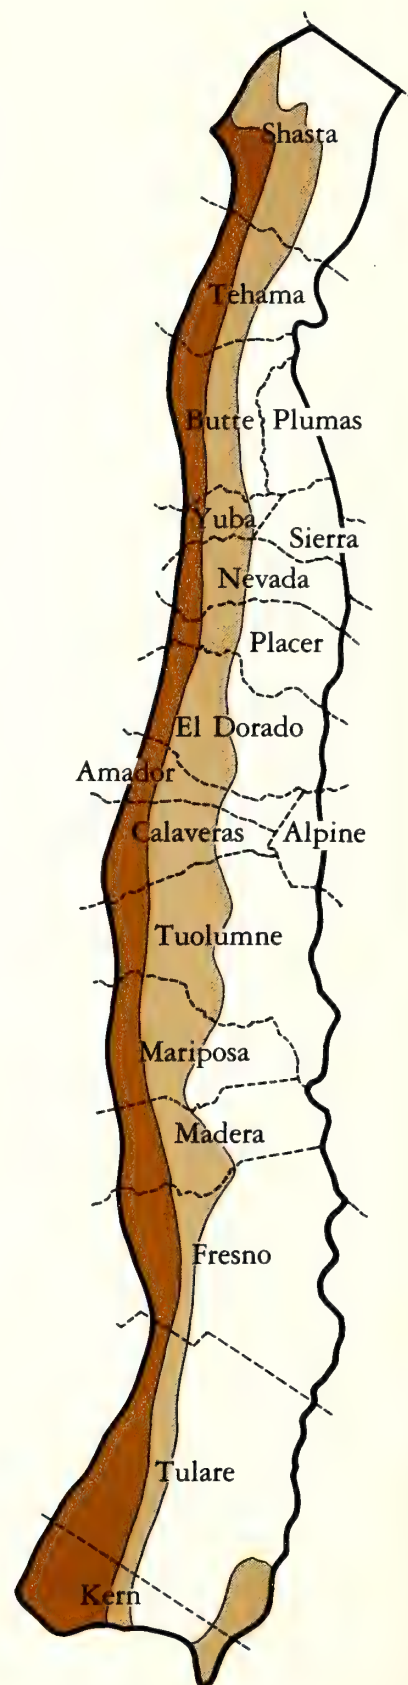 Shasta
Tehama
Butte
Plumas
Yuba
Sierra
Nevada
Placer
El Dorado
Amador
Calaveras
Alpine
Tuolumne
Mariposa
Madera
Fresno
Tulare
Kern